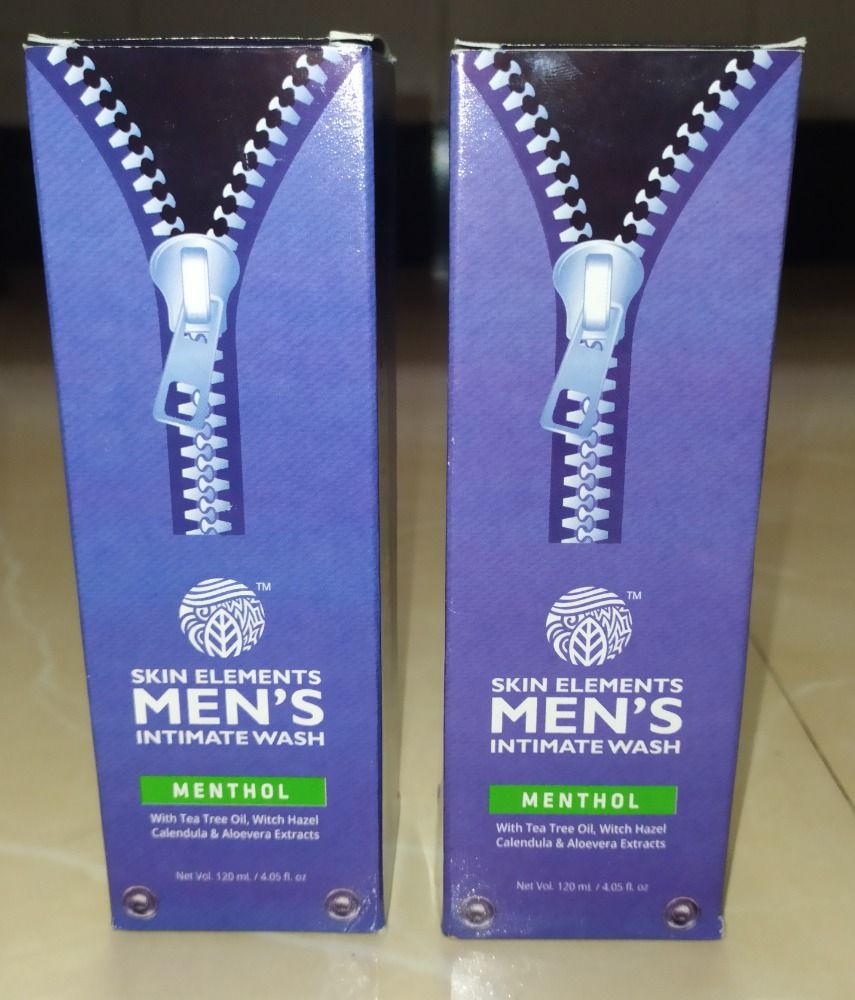 TM
SKIN ELEMENTS
MEN'S
INTIMATE WASH
MENTHOL
With Tea Tree Oil, Witch Hazel
Calendula & Aloevera Extracts
Net Vol. 120 mL / 4.05 fl. oz
TM
SKIN ELEMENTS
MEN'S
INTIMATE WASH
MENTHOL
With Tea Tree Oil, Witch Hazel
Calendula & Aloevera Extracts
Net Vol. 120 mL / 4.05 fl. oz